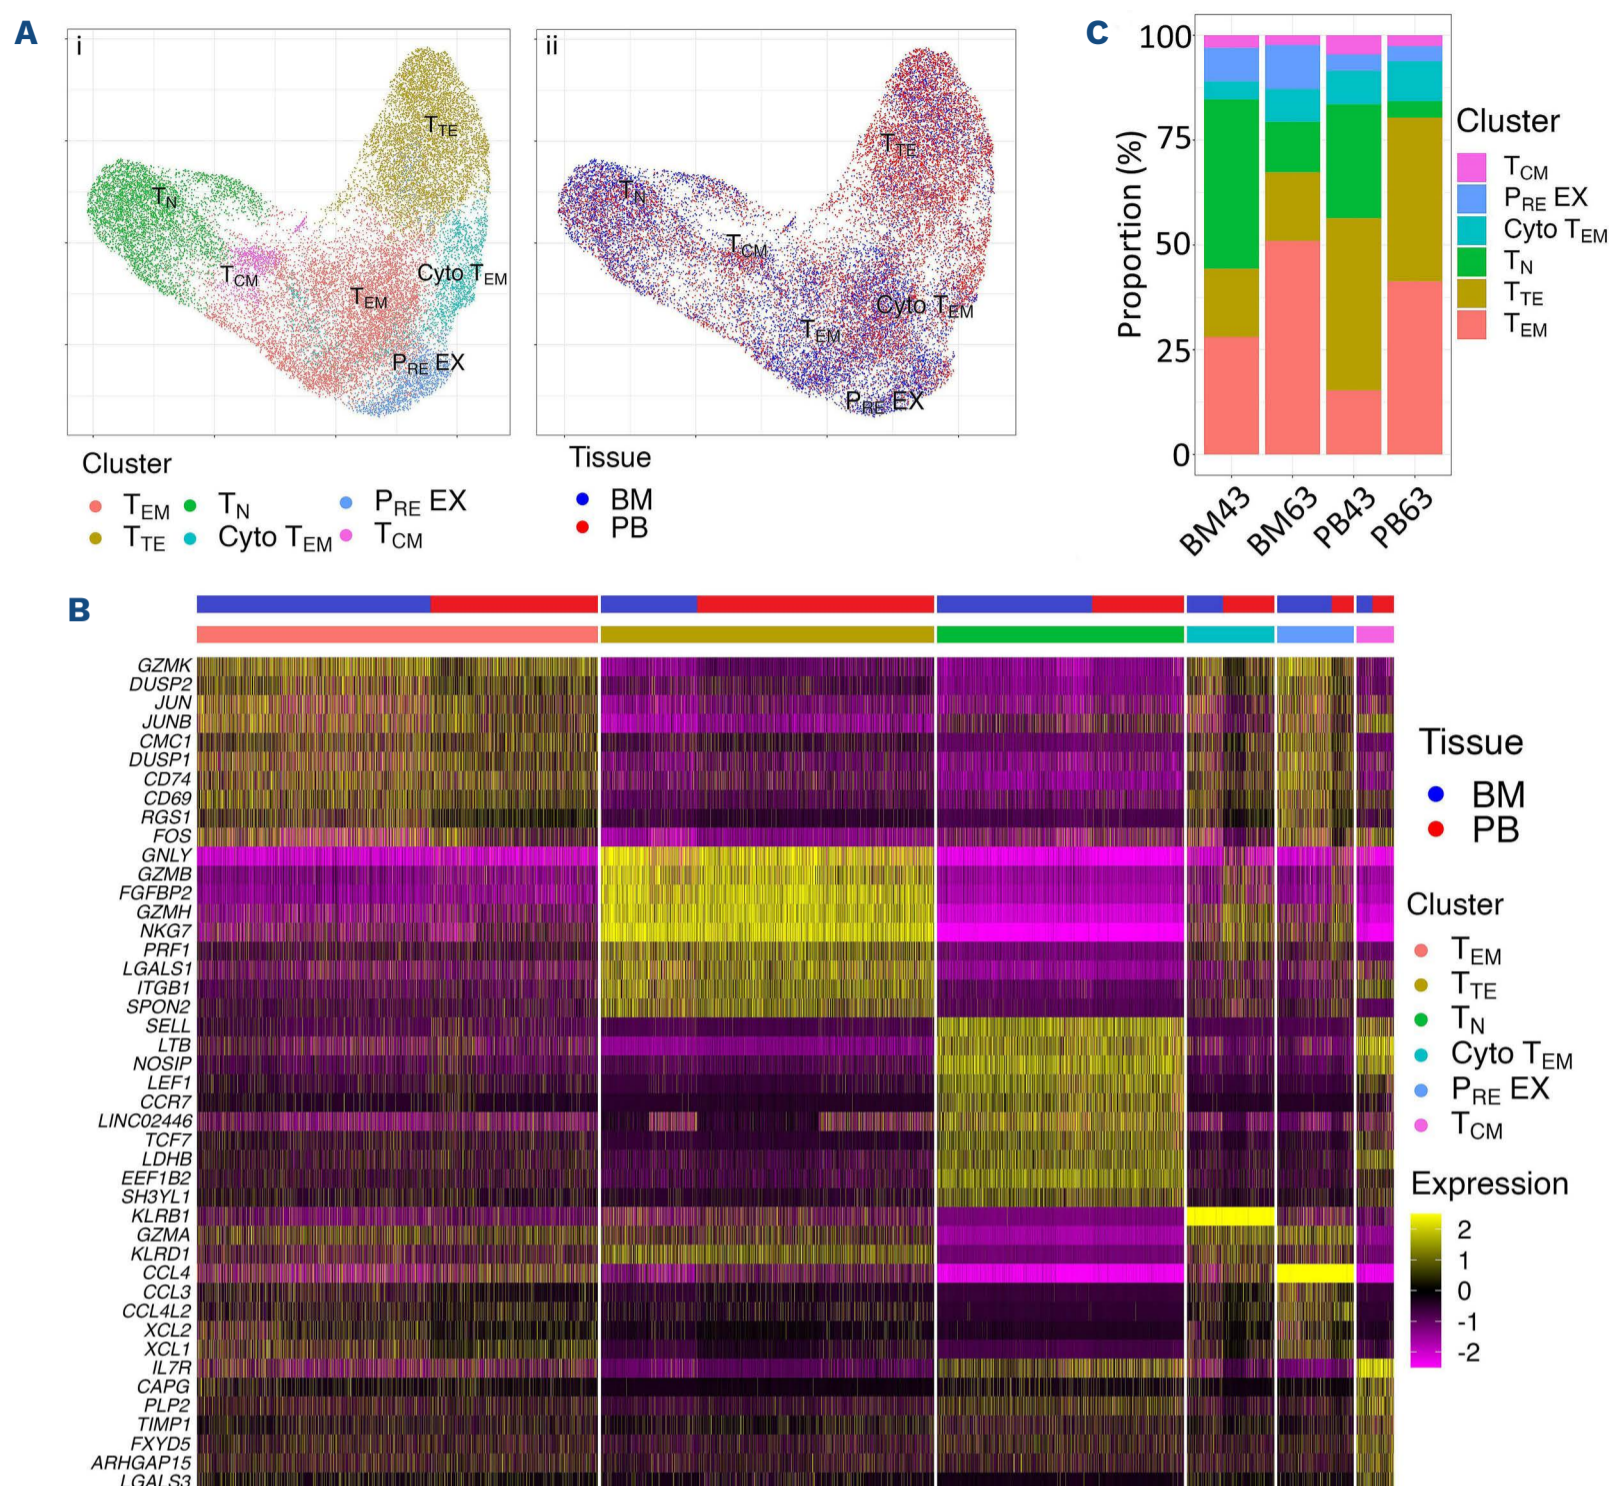 A
i
T_TE
T_N
T_CM
T_EM
Cyto T_EM
P_RE EX
ii
T_TE
T_N
T_CM
Cyto T_EM
T_EM
P_RE EX
Cluster
T_EM
T_N
P_RE EX
T_TE
Cyto T_EM
T_CM
Tissue
BM
PB
C
Proportion (%)
100
75
50
25
0
BM43
BM63
PB43
PB63
Cluster
T_CM
P_RE EX
Cyto T_EM
T_N
T_TE
T_EM
B
GZMK
DUSP2
JUN
JUNB
CMC1
DUSP1
CD74
CD69
RGS1
FOS
GNLY
GZMB
FGFBP2
GZMH
NKG7
PRF1
LGALS1
ITGB1
SPON2
SELL
LTB
NOSIP
LEF1
CCR7
LINC02446
TCF7
LDHB
EEF1B2
SH3YL1
KLRB1
GZMA
KLRD1
CCL4
CCL3
CCL4L2
XCL2
XCL1
IL7R
CAPG
PLP2
TIMP1
FXYD5
ARHGAP15
LGALS3
Tissue
BM
PB
Cluster
T_EM
T_TE
T_N
Cyto T_EM
P_RE EX
T_CM
Expression
2
1
0
-1
-2